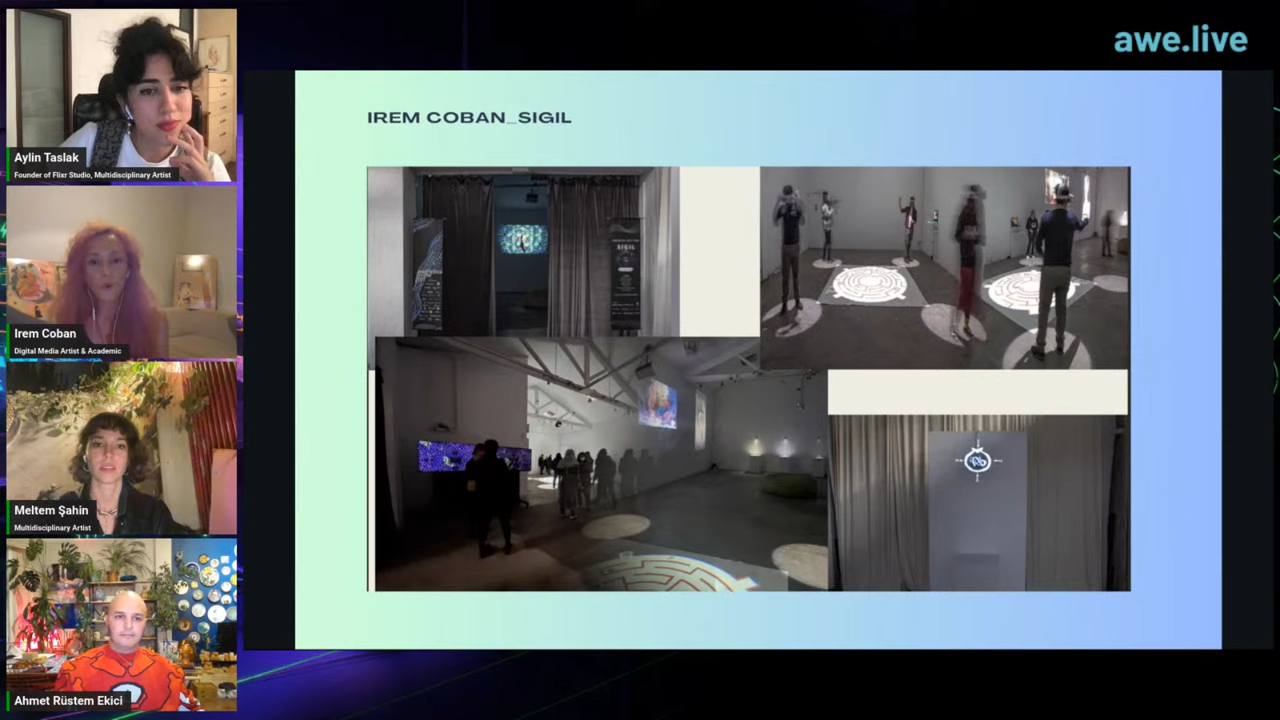 awe.live
IREM COBAN_SIGIL
Aylin Taslak
Founder of Flixr Studio, Multidisciplinary Artist
Irem Coban
Digital Media Artist & Academic
Meltem Şahin
Multidisciplinary Artist
Ahmet Rüstem Ekici
SIGIL